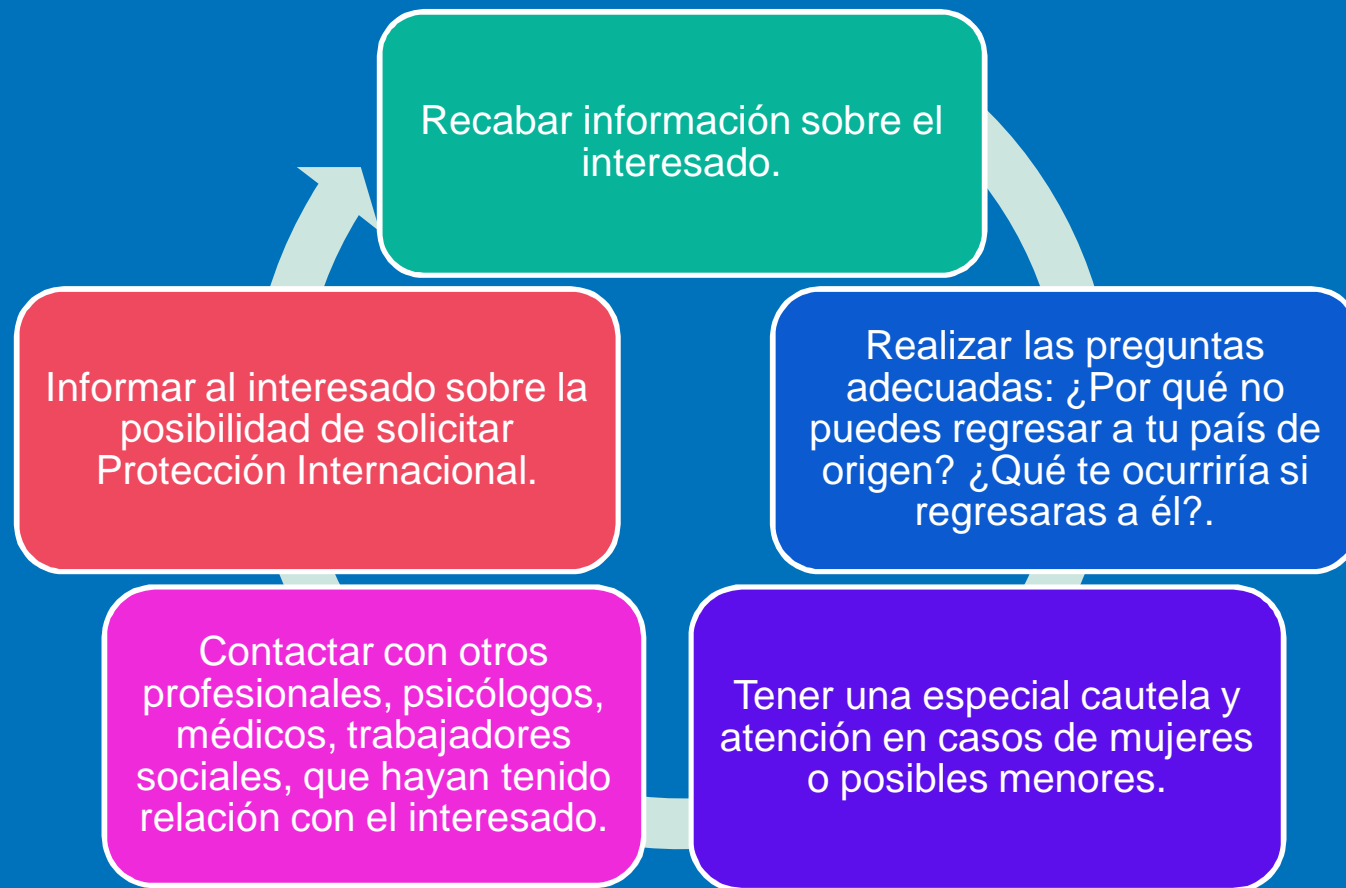 Recabar información sobre el
interesado.
Realizar las preguntas
adecuadas: ¿Por qué no
puedes regresar a tu país de
origen? ¿Qué te ocurriría si
regresaras a él?.
Tener una especial cautela y
atención en casos de mujeres
o posibles menores.
Contactar con otros
profesionales, psicólogos,
médicos, trabajadores
sociales, que hayan tenido
relación con el interesado.
Informar al interesado sobre la
posibilidad de solicitar
Protección Internacional.